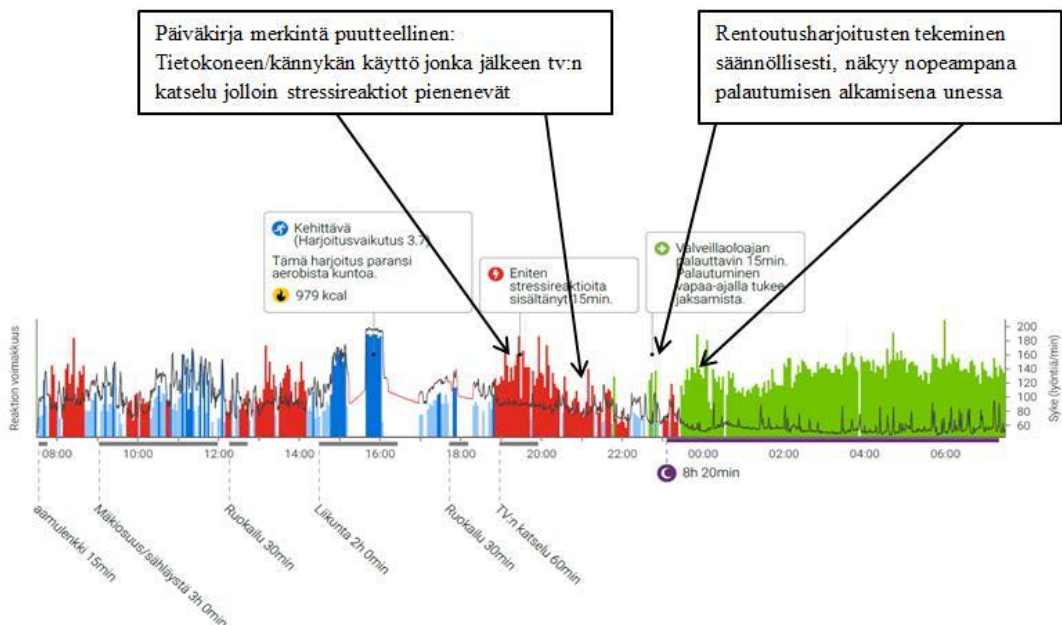 Päiväkirja merkintä puutteellinen:
Tietokoneen/kännykän käyttö jonka jälkeen tv:n
katselu jolloin stressireaktiot pienenevät
Rentoutusharjoitusten tekeminen
säännöllisesti, näkyy nopeampana
palautumisen alkamisena unessa
Kehittävä
(Harjoitusvaikutus 3.7)
Tämä harjoitus paransi
aerobista kuntoa.
979 kcal
Eniten
stressireaktioita
sisältänyt 15min.
Valveillaoloajan
palauttavin 15min.
Palautuminen
vapaa-ajalla tukee
jaksamista.
Reaktion voimakkuus
200
180
160
140
120
100
80
60
Syke (lyöntiä/min)
08:00 10:00 12:00 14:00 16:00 18:00 20:00 22:00 00:00 02:00 04:00 06:00
8h 20min
aamulenkki 15min
Mäkiosuus/sähläystä 3h 0min
Ruokailu 30min
Liikunta 2h 0min
Ruokailu 30min
TV:n katselu 60min